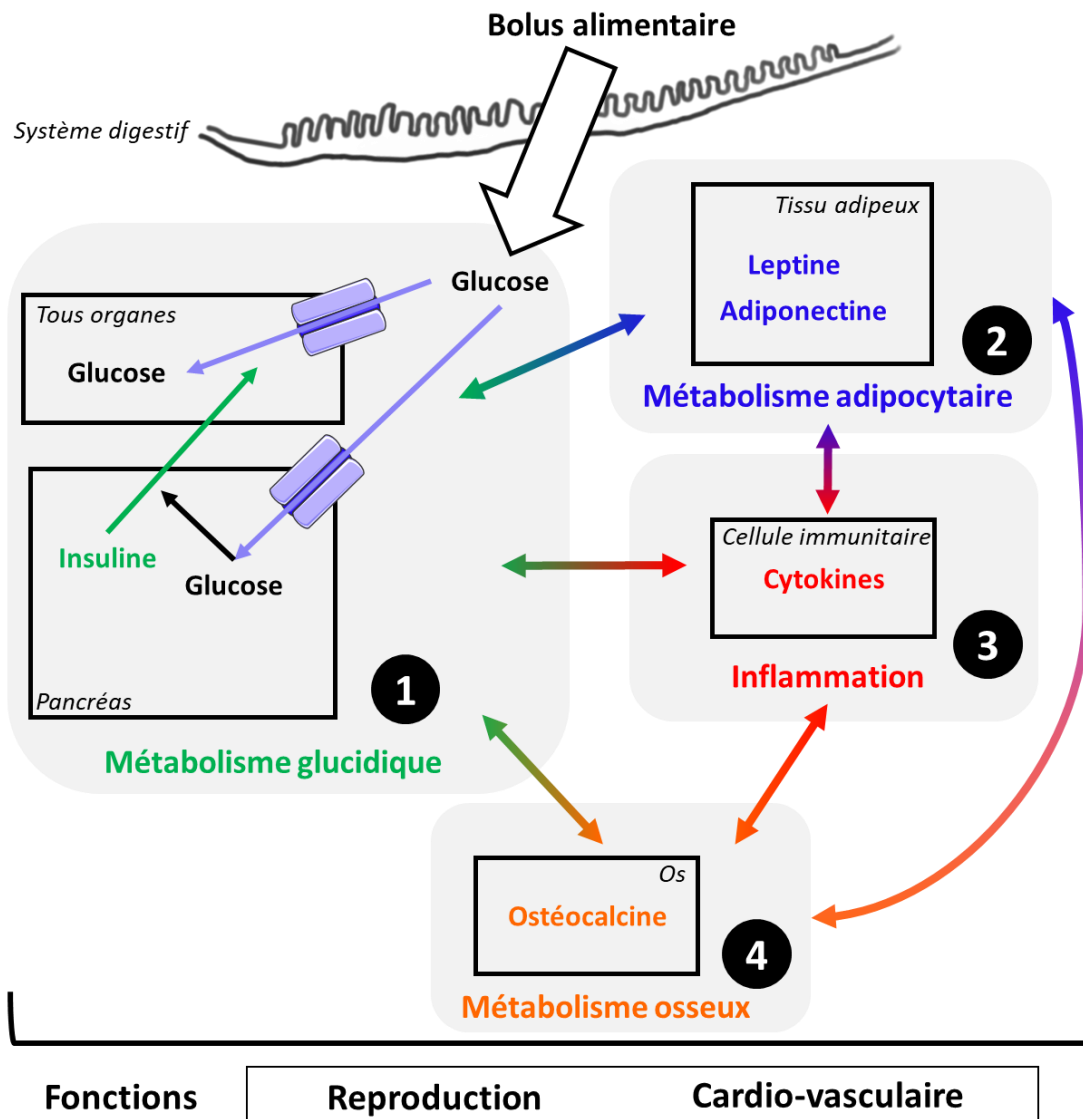 Bolus alimentaire
Système digestif
Tissu adipeux
Leptine
Adiponectine
2
Métabolisme adipocytaire
Glucose
Tous organes
Glucose
Insuline
Glucose
Pancréas
1
Métabolisme glucidique
Cellule immunitaire
Cytokines
3
Inflammation
Os
Ostéocalcine
4
Métabolisme osseux
Fonctions
Reproduction
Cardio-vasculaire